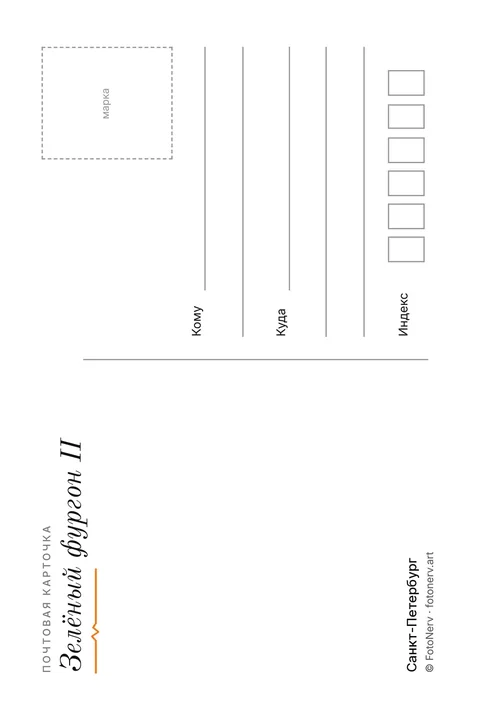 ПОЧТОВАЯ КАРТОЧКА
Зелёный фургон II
Санкт-Петербург
© FotoNerv · fotonerv.art
марка
Кому
Куда
Индекс